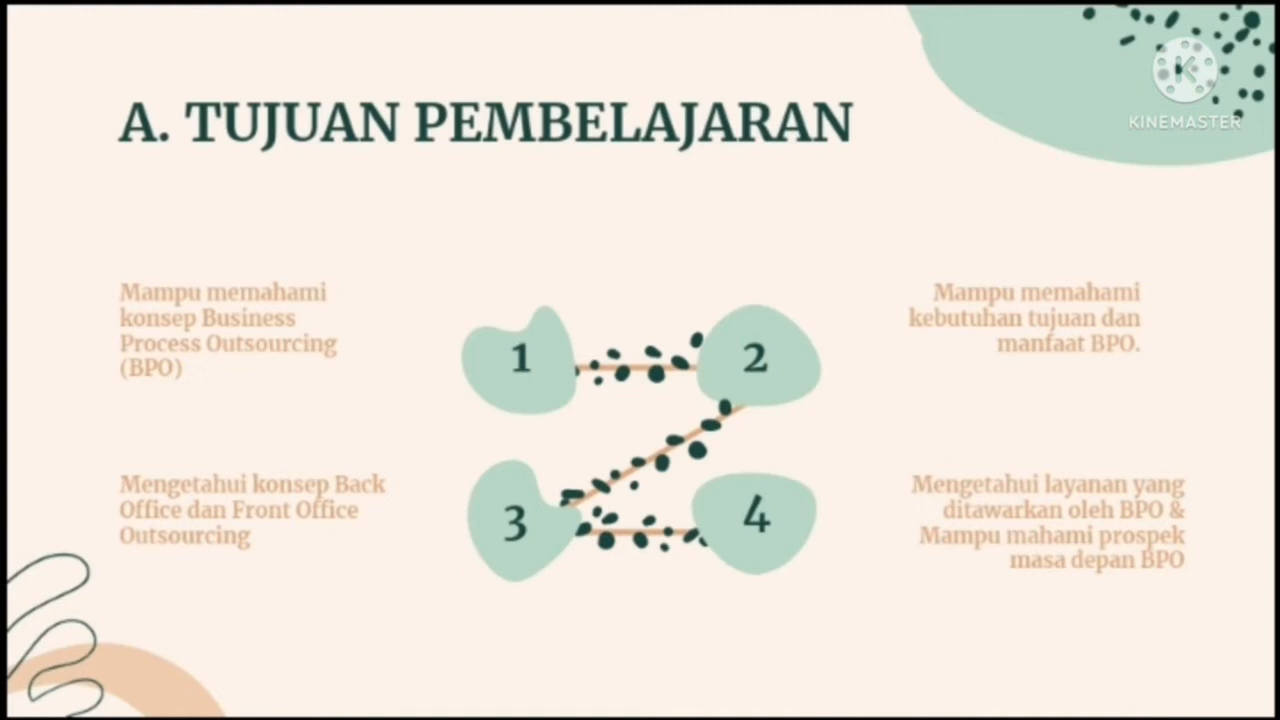 KINEMASTER
A. TUJUAN PEMBELAJARAN
Mampu memahami
konsep Business
Process Outsourcing
(BPO)
1
2
Mampu memahami
kebutuhan tujuan dan
manfaat BPO.
Mengetahui konsep Back
Office dan Front Office
Outsourcing
3
4
Mengetahui layanan yang
ditawarkan oleh BPO &
Mampu mahami prospek
masa depan BPO